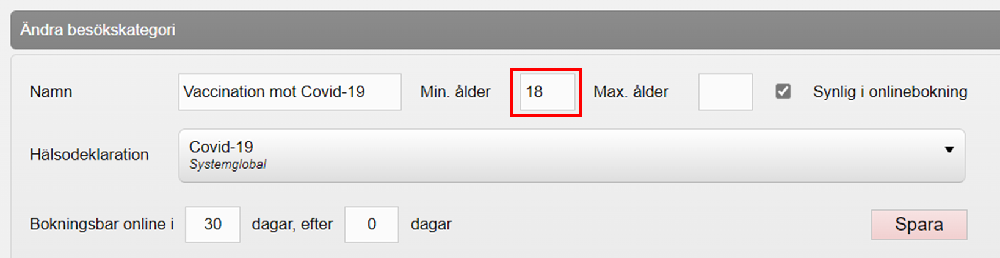 Ändra besökskategori
Namn Vaccination mot Covid-19 Min. ålder 18 Max. ålder Synlig i onlinebokning
Hälsodeklaration Covid-19
Systemglobal
Bokningsbar online i 30 dagar, efter 0 dagar Spara